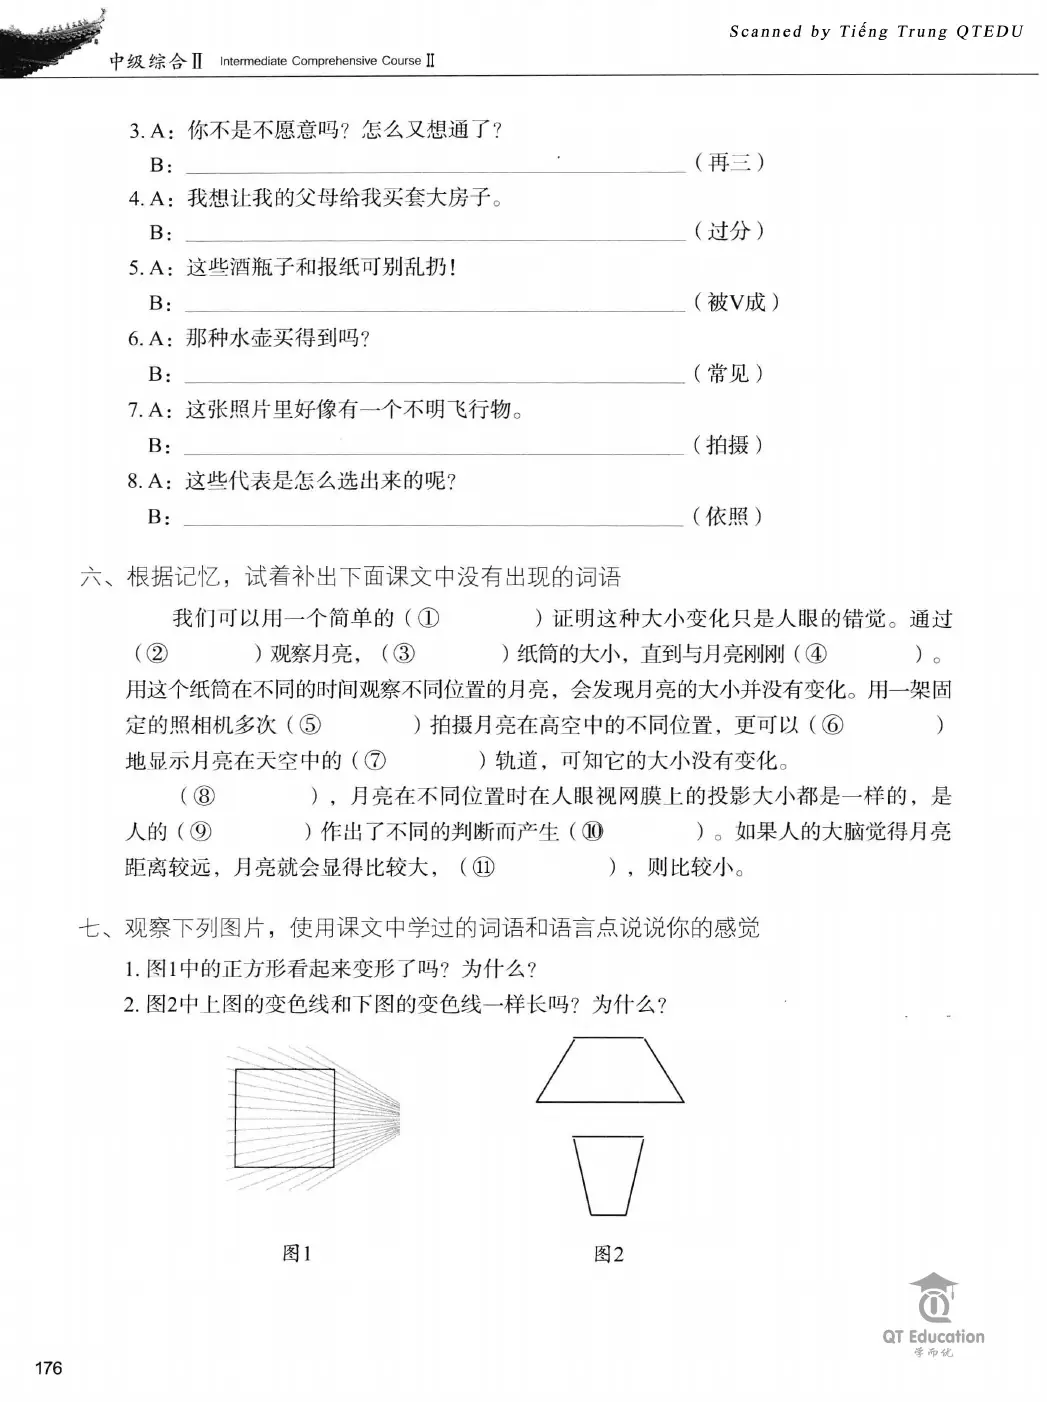 Scanned by Tiếng Trung QTEDU
中级综合Ⅱ Intermediate Comprehensive Course Ⅱ
3. A：你不是不愿意吗？怎么又想通了？
B：（再三）
4. A：我想让我的父母给我买套大房子。
B：（过分）
5. A：这些酒瓶子和报纸可别乱扔！
B：（被V成）
6. A：那种水壶买得到吗？
B：（常见）
7. A：这张照片里好像有一个不明飞行物。
B：（拍摄）
8. A：这些代表是怎么选出来的呢？
B：（依照）
六、根据记忆，试着补出下面课文中没有出现的词语
我们可以用一个简单的（① ）证明这种大小变化只是人眼的错觉。通过
（② ）观察月亮，（③ ）纸筒的大小，直到与月亮刚刚（④ ）。
用这个纸筒在不同的时间观察不同位置的月亮，会发现月亮的大小并没有变化。用一架固
定的照相机多次（⑤ ）拍摄月亮在高空中的不同位置，更可以（⑥ ）
地显示月亮在天空中的（⑦ ）轨道，可知它的大小没有变化。
（⑧ ），月亮在不同位置时在人眼视网膜上的投影大小都是一样的，是
人的（⑨ ）作出了不同的判断而产生（⑩ ）。如果人的大脑觉得月亮
距离较远，月亮就会显得比较大，（⑪ ），则比较小。
七、观察下列图片，使用课文中学过的词语和语言点说说你的感觉
1. 图1中的正方形看起来变形了吗？为什么？
2. 图2中上图的变色线和下图的变色线一样长吗？为什么？
图1
图2
QT Education
学而优
176